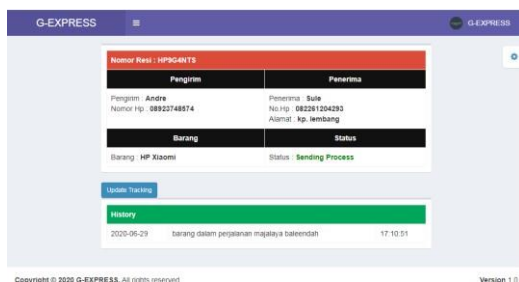 G-EXPRESS
G-EXPRESS
Nomor Resi : HP9G4NTS
Pengirim Penerima
Pengirim : Andre
Nomor Hp : 08923748574
Penerima : Sule
No.Hp : 082261204293
Alamat : kp. lembang
Barang Status
Barang : HP Xiaomi
Status : Sending Process
Update Tracking
History
2020-06-29 barang dalam perjalanan majalaya baleendah 17:10:51
Copyright © 2020 G-EXPRESS. All rights reserved
Version 1.0